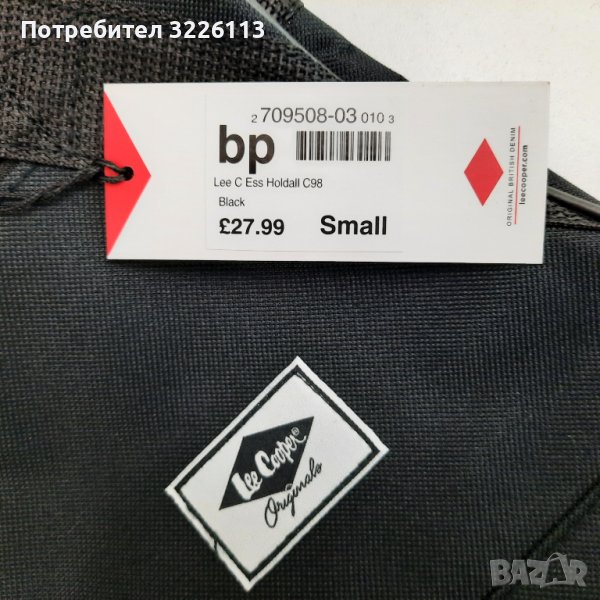 Потребител 3226113
2 709508-03 010 3
bp
Lee C Ess Holdall C98
Black
£27.99 Small
ORIGINAL BRITISH DENIM
leecooper.com
Lee Cooper®
Originals
BAZAR